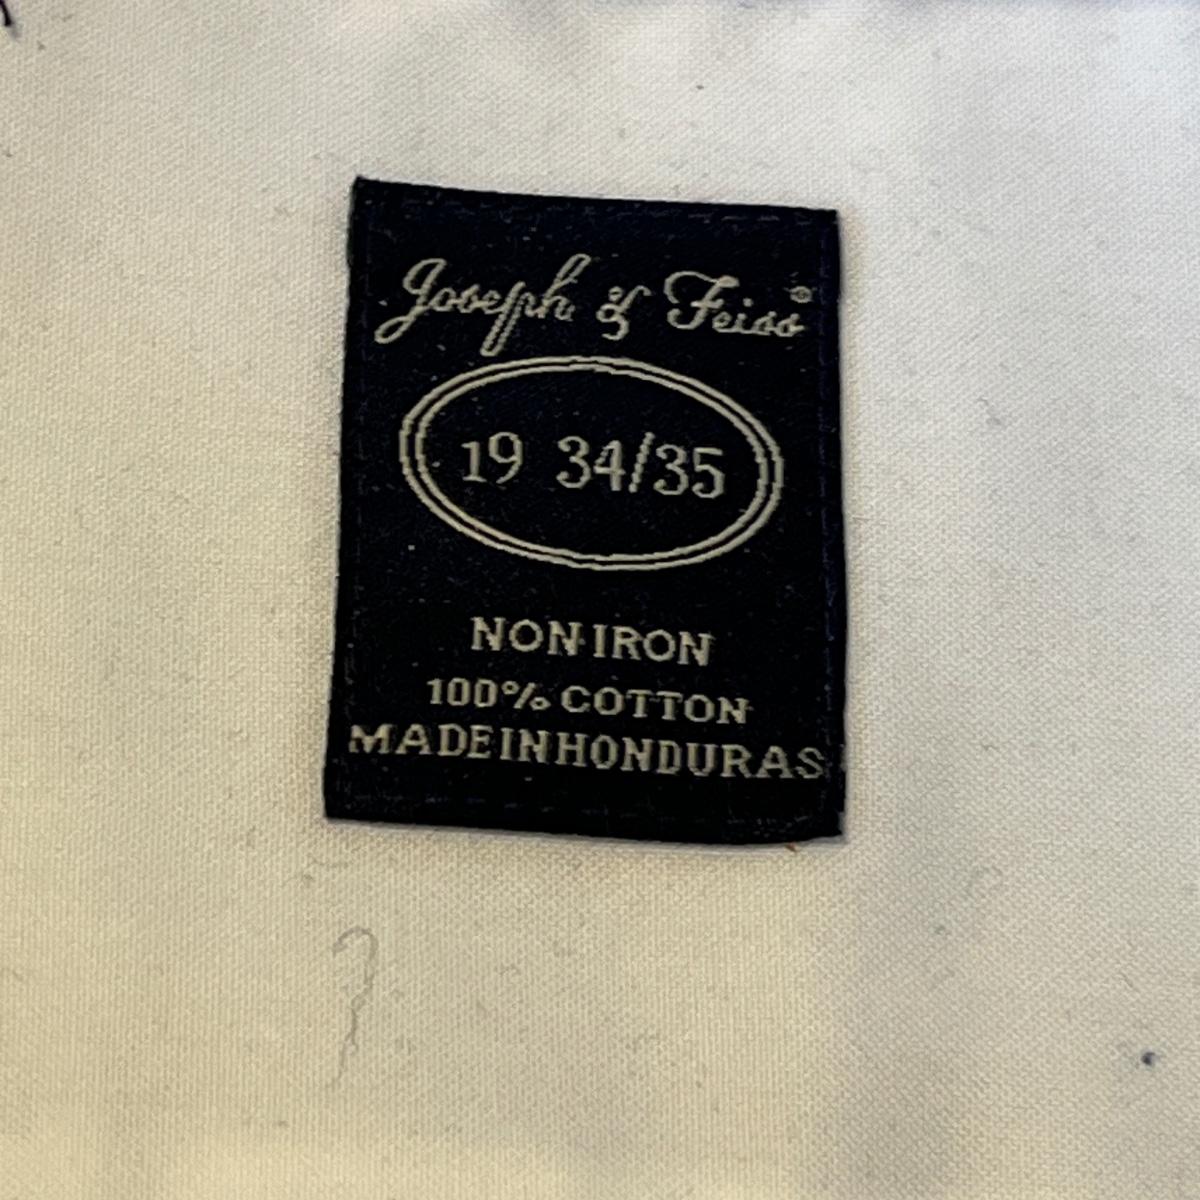 Joseph & Feiss®
19 34/35
NON IRON
100% COTTON
MADE IN HONDURAS